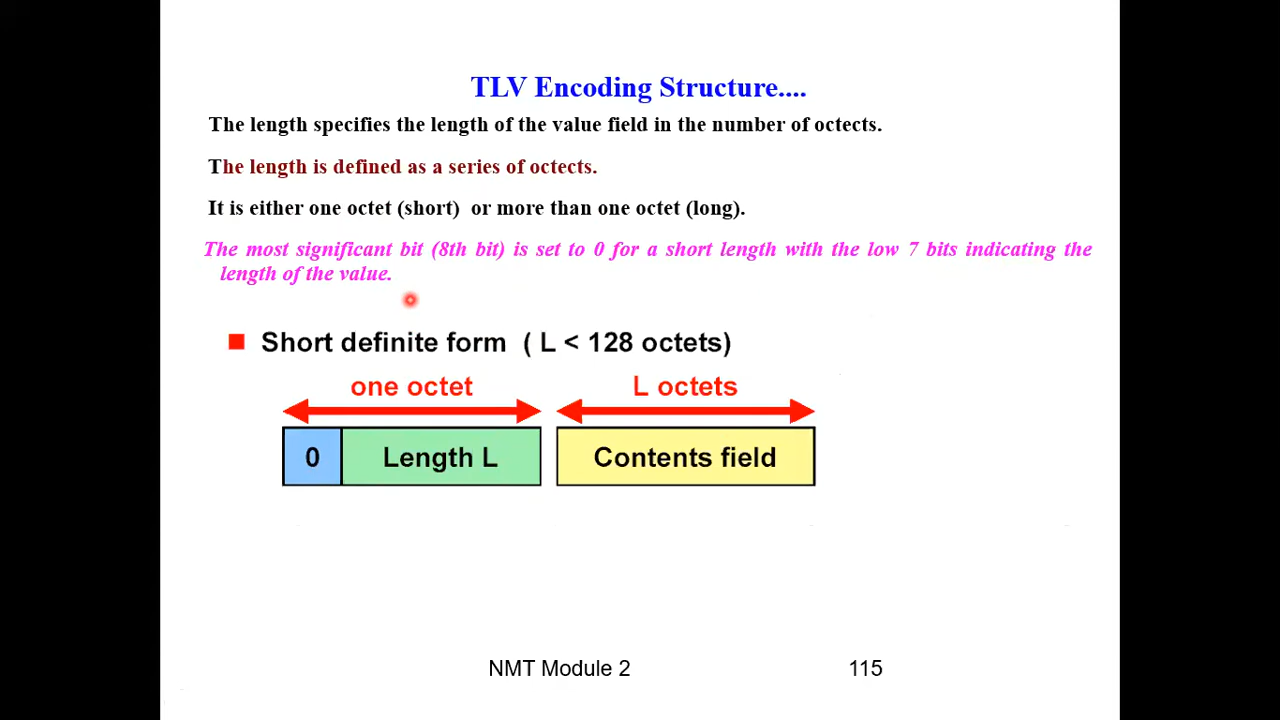 TLV Encoding Structure....
The length specifies the length of the value field in the number of octects.
The length is defined as a series of octects.
It is either one octet (short) or more than one octet (long).
The most significant bit (8th bit) is set to 0 for a short length with the low 7 bits indicating the
length of the value.
Short definite form ( L < 128 octets)
one octet L octets
0 Length L Contents field
NMT Module 2 115